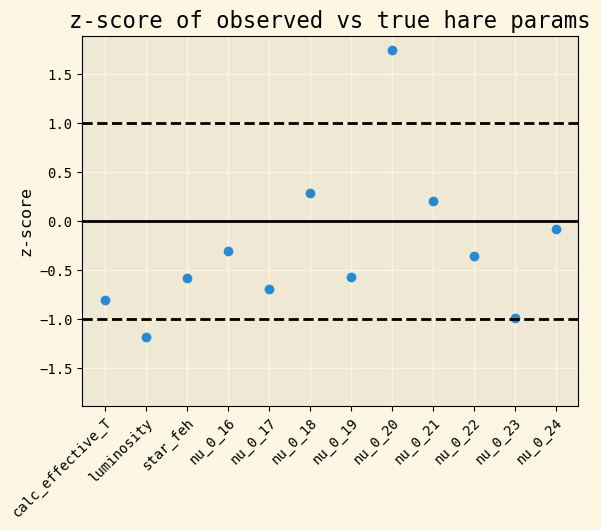 z-score of observed vs true hare params
z-score
1.5
1.0
0.5
0.0
−0.5
−1.0
−1.5
calc_effective_T
luminosity
star_feh
nu_0_16
nu_0_17
nu_0_18
nu_0_19
nu_0_20
nu_0_21
nu_0_22
nu_0_23
nu_0_24